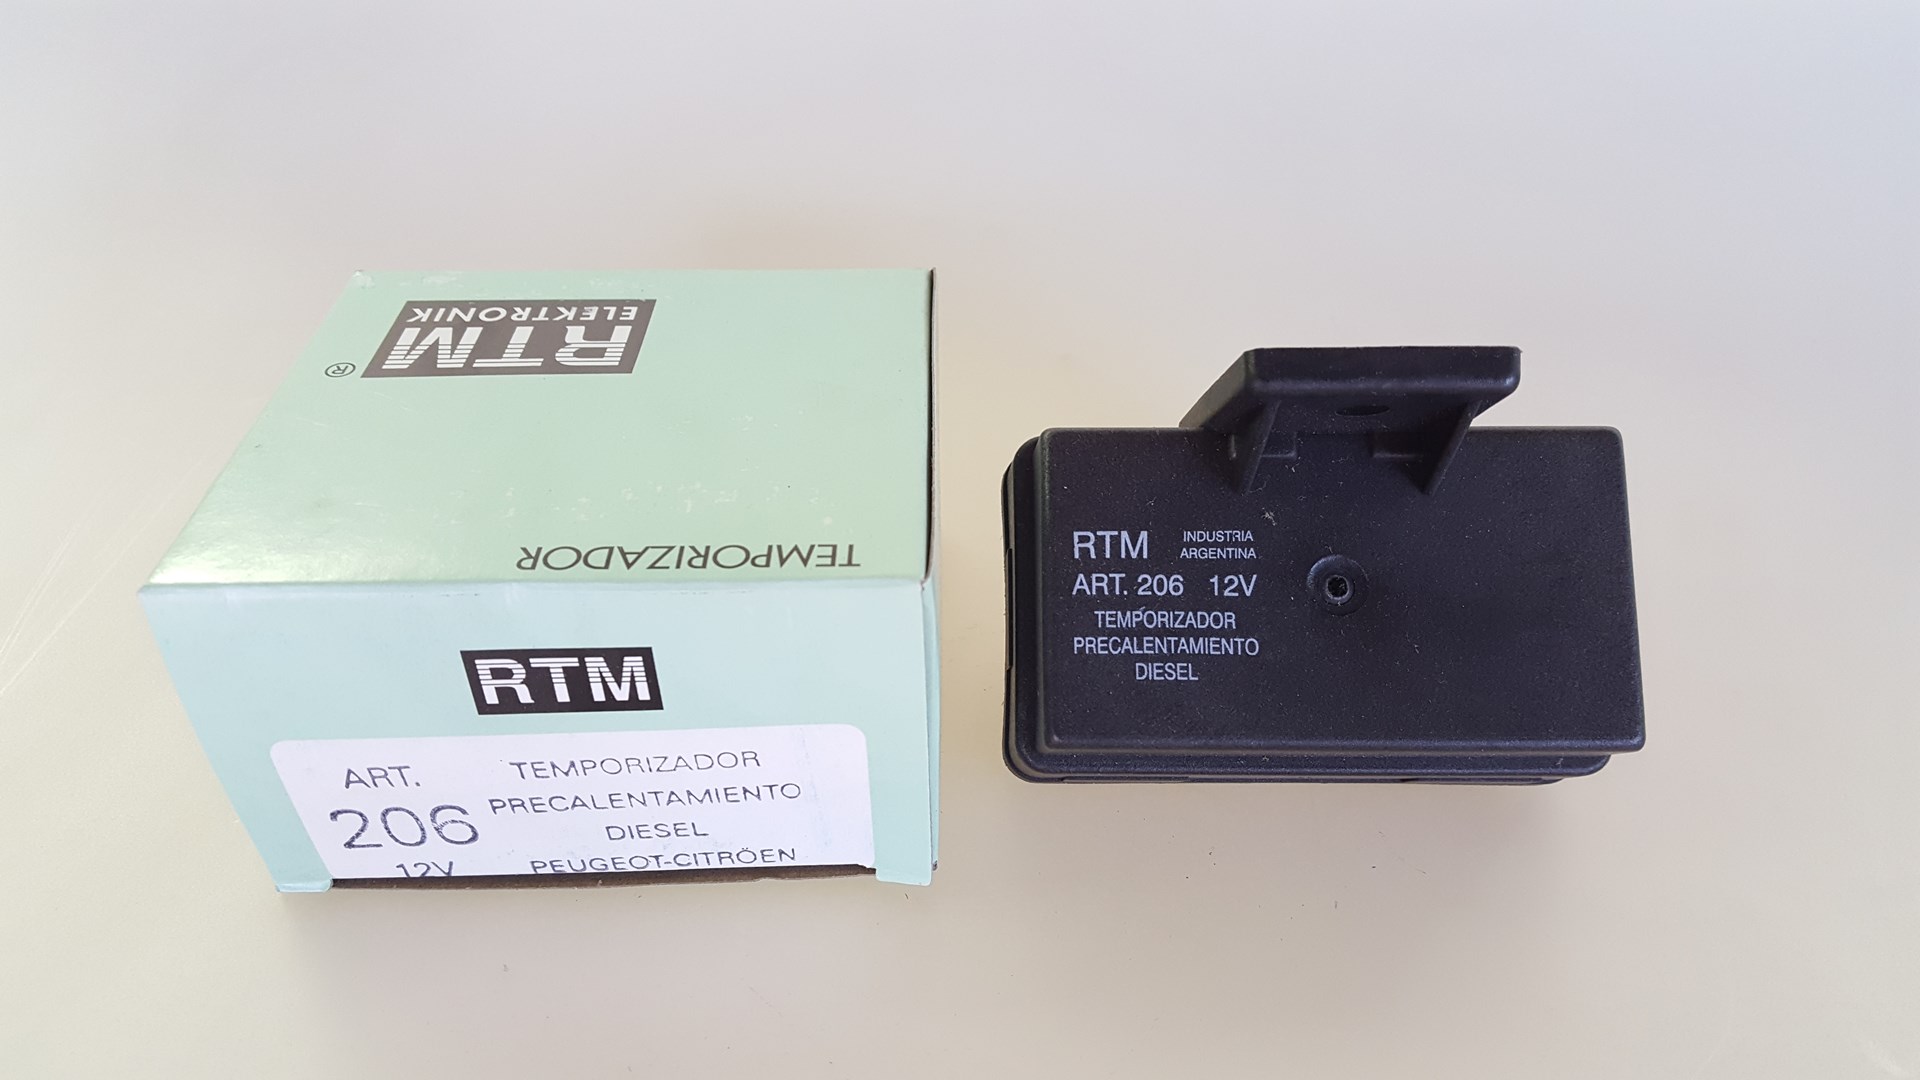 RTM
ELEKTRONIK
®
TEMPORIZADOR
RTM
ART. 206 12V
TEMPORIZADOR
PRECALENTAMIENTO
DIESEL
PEUGEOT-CITRÖEN
RTM INDUSTRIA ARGENTINA
ART. 206 12V
TEMPORIZADOR
PRECALENTAMIENTO
DIESEL